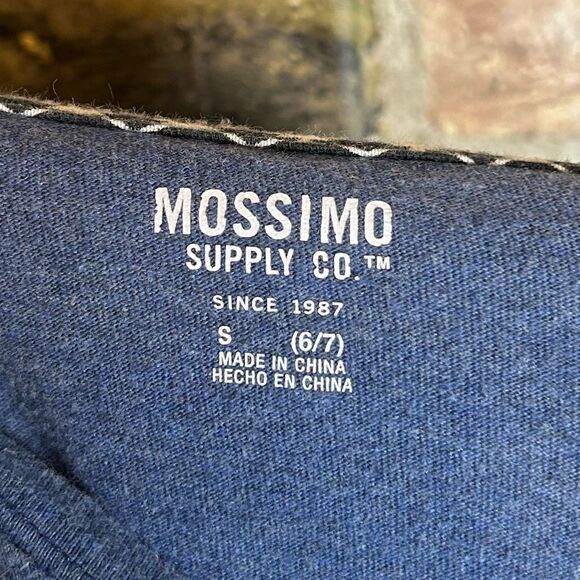 MOSSIMO
SUPPLY CO.™
SINCE 1987
S (6/7)
MADE IN CHINA
HECHO EN CHINA